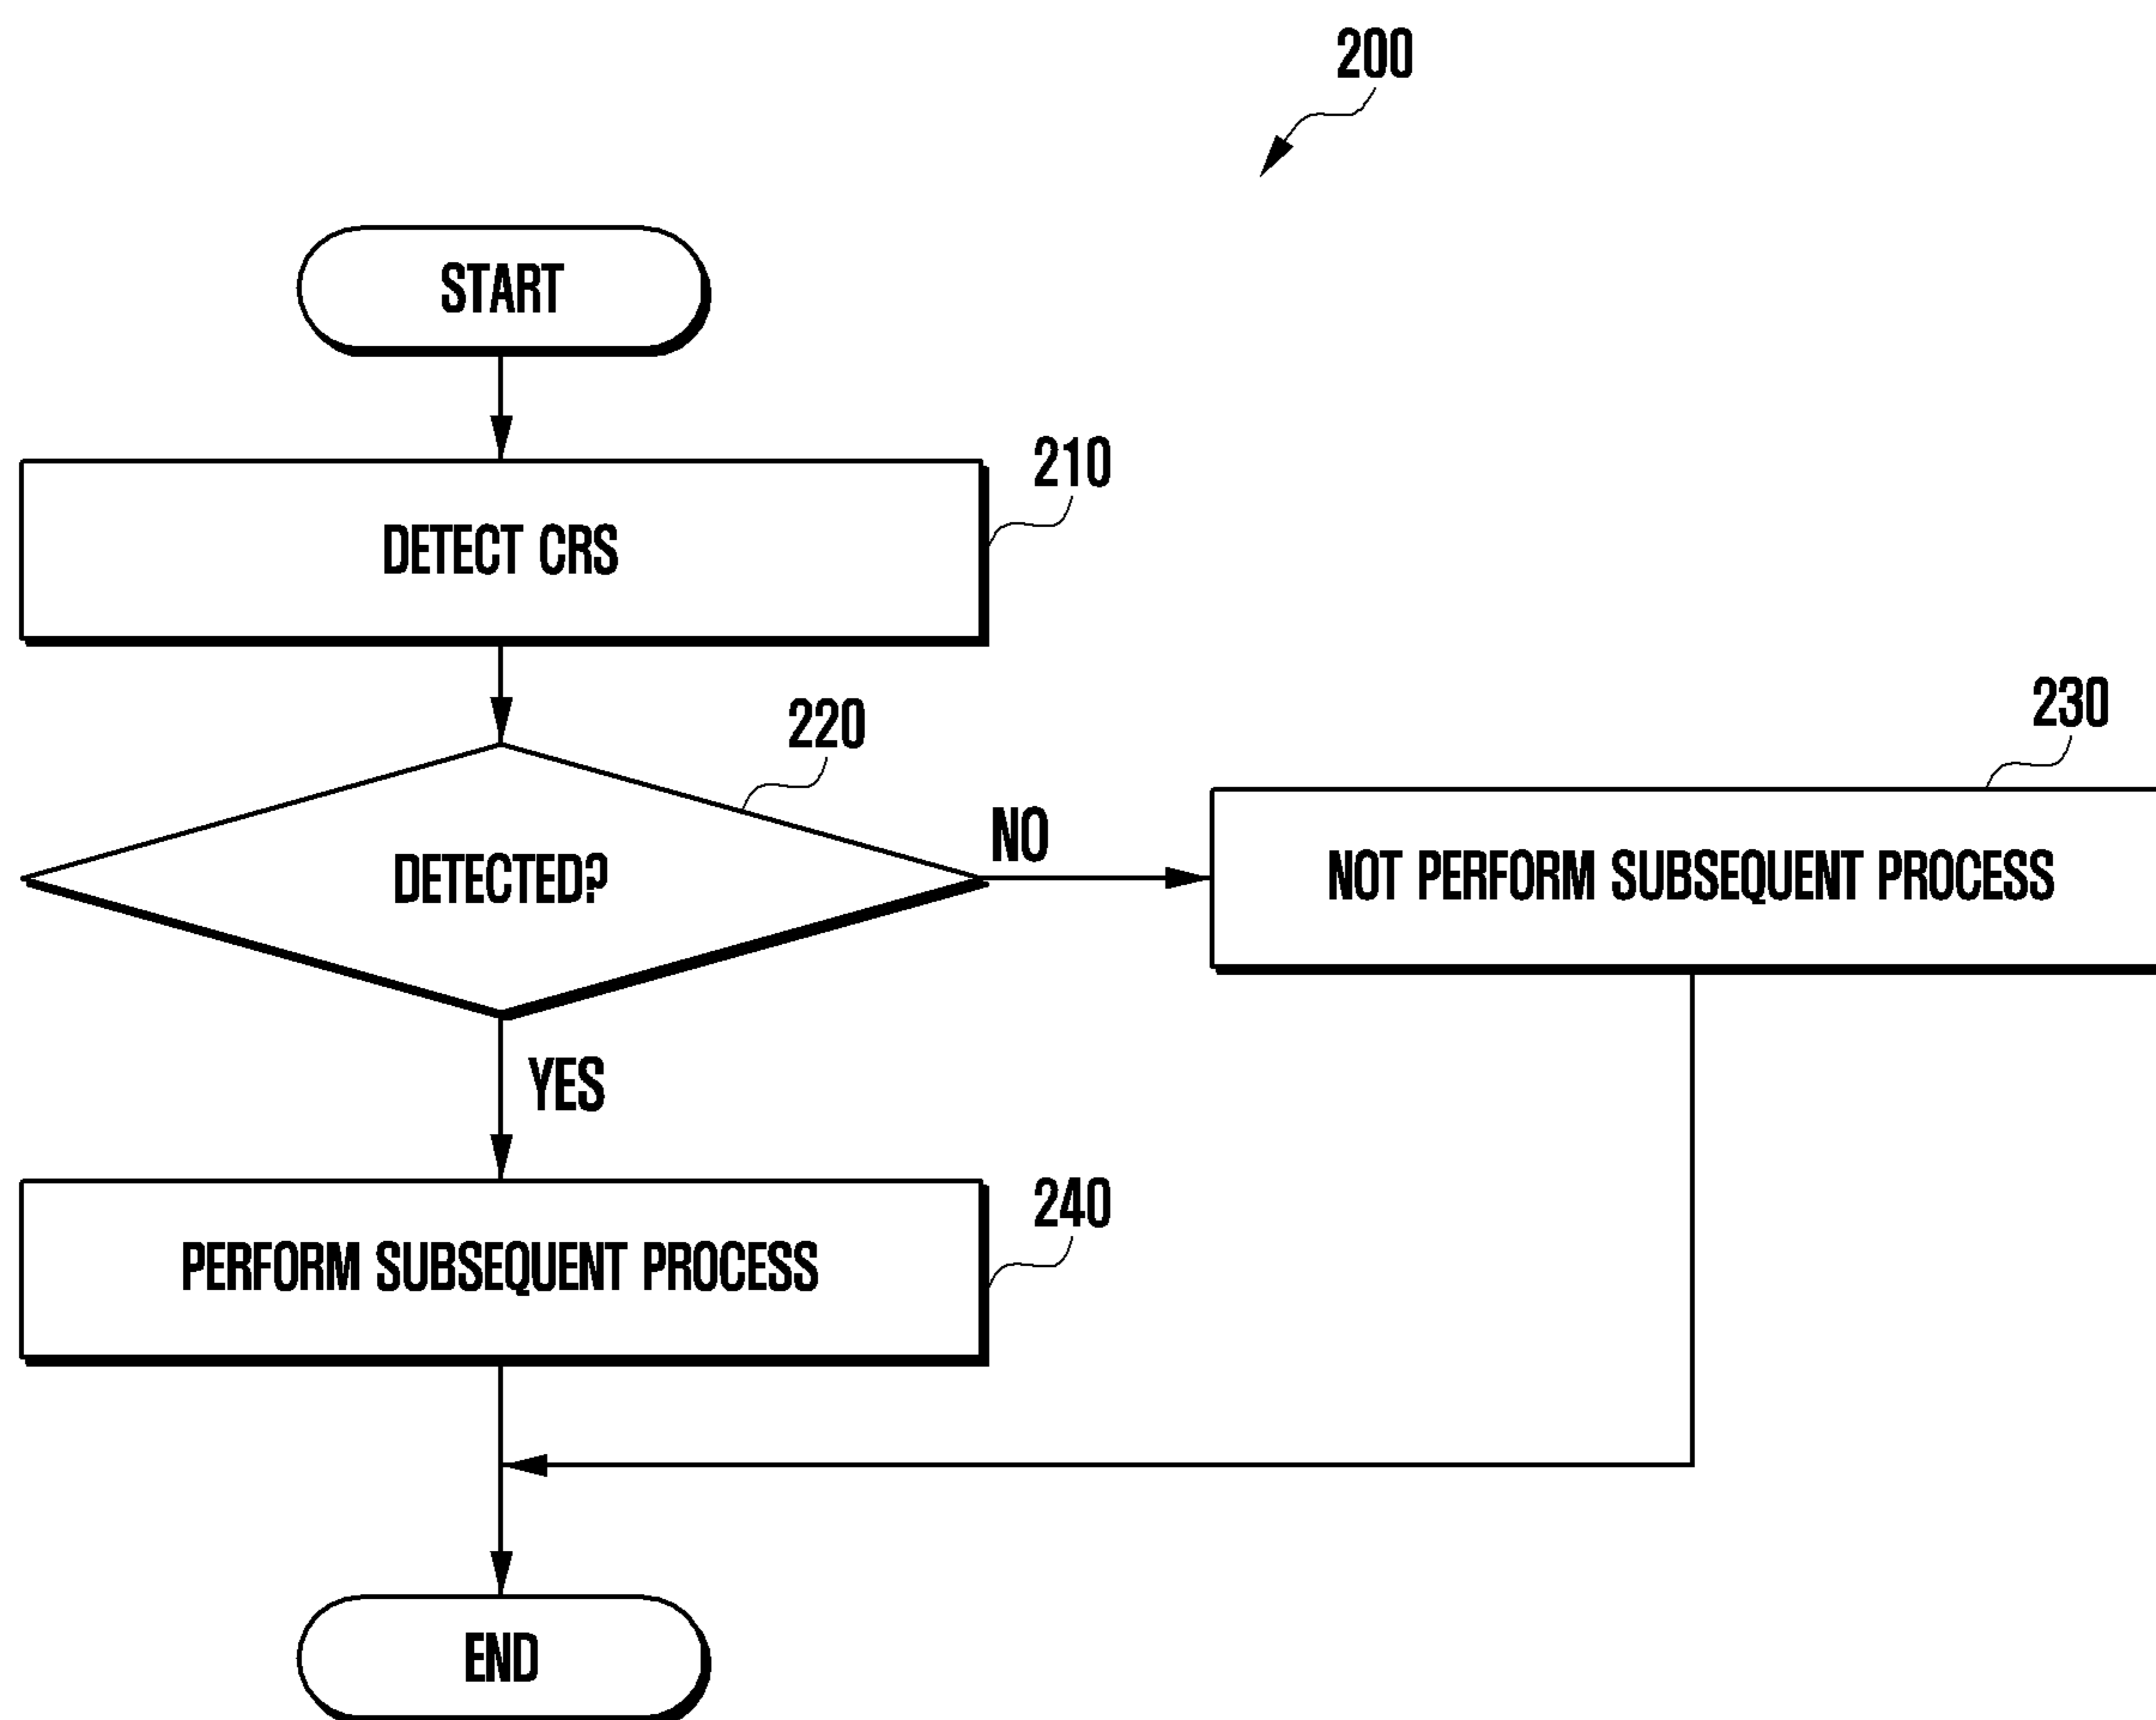 200
START
210
DETECT CRS
220
230
NO
DETECTED?
NOT PERFORM SUBSEQUENT PROCESS
YES
240
PERFORM SUBSEQUENT PROCESS
END